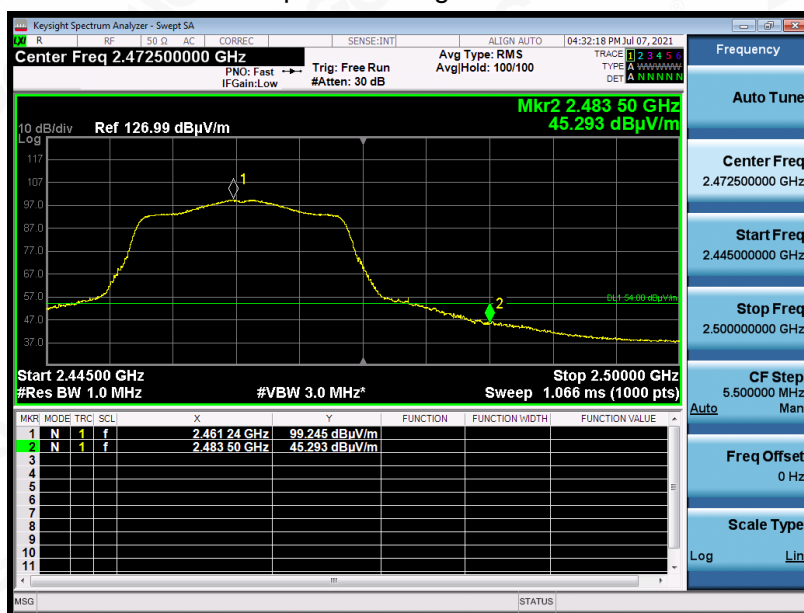 Keysight Spectrum Analyzer - Swept SA
LXI R RF 50 Ω AC CORREC SENSE:INT ALIGN AUTO 04:32:18 PM Jul 07, 2021
Center Freq 2.472500000 GHz
PNO: Fast
IFGain:Low
Trig: Free Run
#Atten: 30 dB
Avg Type: RMS
Avg|Hold: 100/100
TRACE 1 2 3 4 5 6
TYPE A WWWWW
DET A N N N N N
Mkr2 2.483 50 GHz
45.293 dBµV/m
10 dB/div Ref 126.99 dBµV/m
Log
117
107
97.0
87.0
77.0
67.0
57.0
47.0
37.0
1
2
DL1 54.00 dBµV/m
Start 2.44500 GHz Stop 2.50000 GHz
#Res BW 1.0 MHz #VBW 3.0 MHz* Sweep 1.066 ms (1000 pts)
MKR MODE TRC SCL X Y FUNCTION FUNCTION WIDTH FUNCTION VALUE
1 N 1 f 2.461 24 GHz 99.245 dBµV/m
2 N 1 f 2.483 50 GHz 45.293 dBµV/m
3
4
5
6
7
8
9
10
11
MSG STATUS
Frequency
Auto Tune
Center Freq
2.472500000 GHz
Start Freq
2.445000000 GHz
Stop Freq
2.500000000 GHz
CF Step
5.500000 MHz
Auto Man
Freq Offset
0 Hz
Scale Type
Log Lin